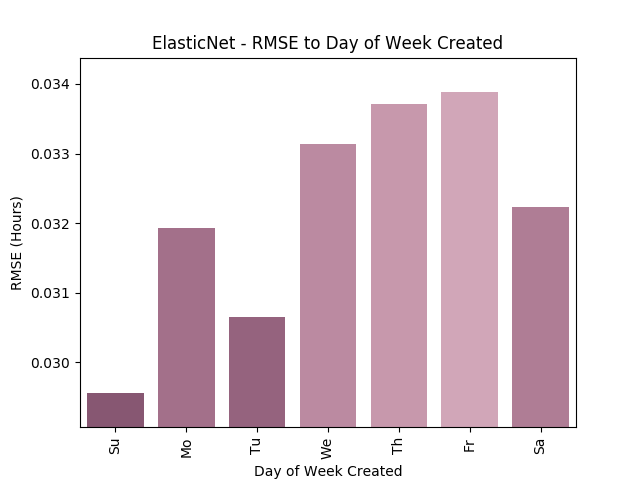 ElasticNet - RMSE to Day of Week Created
RMSE (Hours)
0.034
0.033
0.032
0.031
0.030
Su
Mo
Tu
We
Th
Fr
Sa
Day of Week Created